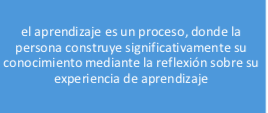 el aprendizaje es un proceso, donde la
persona construye significativamente su
conocimiento mediante la reflexión sobre su
experiencia de aprendizaje